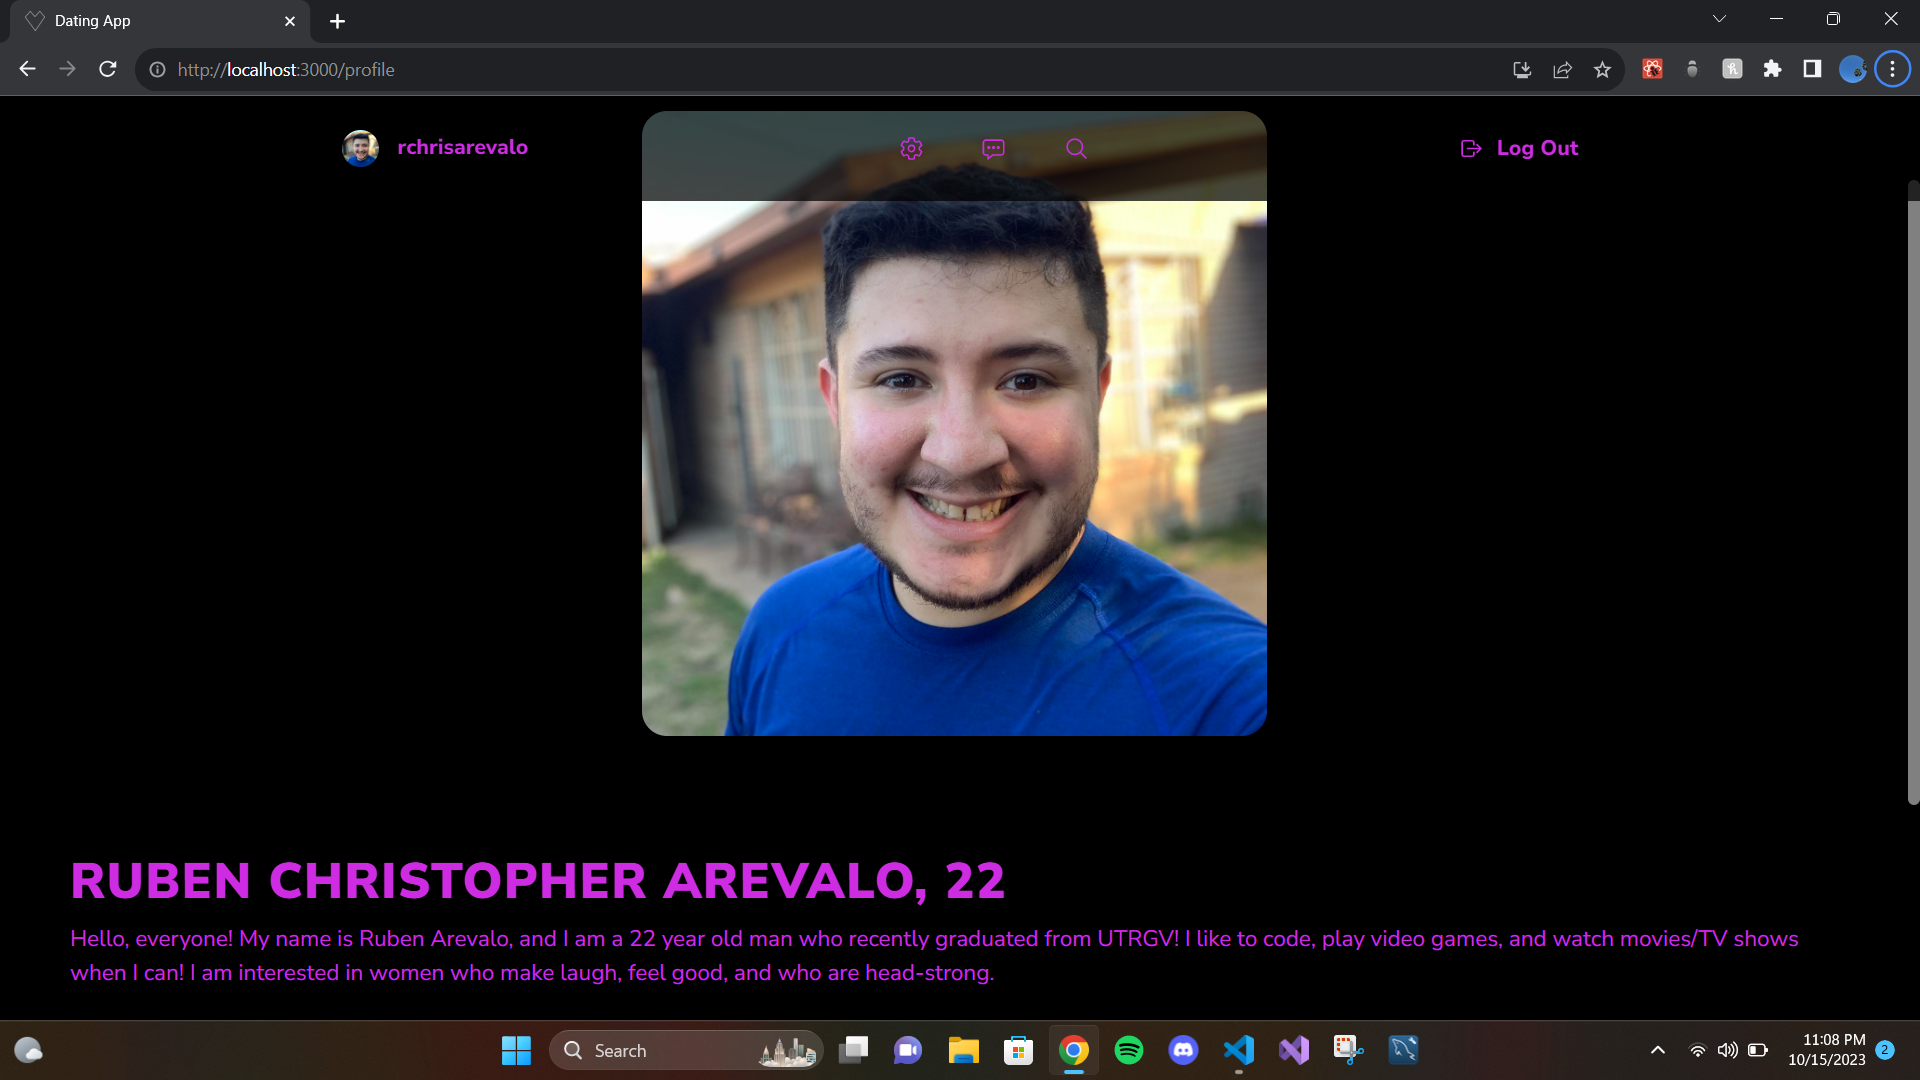 Dating App
http://localhost:3000/profile
rchrisarevalo
Log Out
RUBEN CHRISTOPHER AREVALO, 22
Hello, everyone! My name is Ruben Arevalo, and I am a 22 year old man who recently graduated from UTRGV! I like to code, play video games, and watch movies/TV shows
when I can! I am interested in women who make laugh, feel good, and who are head-strong.
Search
11:08 PM
10/15/2023
2